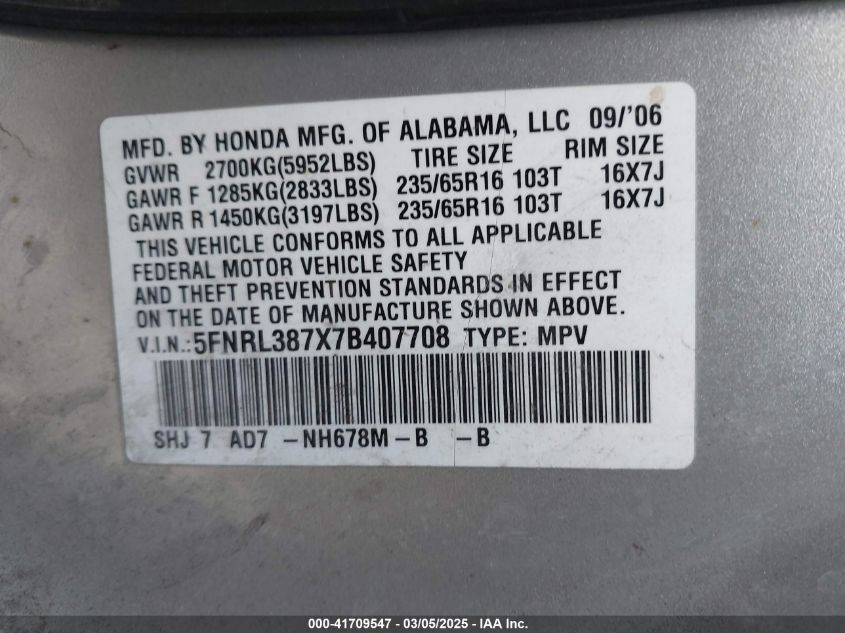 MFD. BY HONDA MFG. OF ALABAMA, LLC 09/'06
GVWR 2700KG(5952LBS) TIRE SIZE RIM SIZE
GAWR F 1285KG(2833LBS) 235/65R16 103T 16X7J
GAWR R 1450KG(3197LBS) 235/65R16 103T 16X7J
THIS VEHICLE CONFORMS TO ALL APPLICABLE
FEDERAL MOTOR VEHICLE SAFETY
AND THEFT PREVENTION STANDARDS IN EFFECT
ON THE DATE OF MANUFACTURE SHOWN ABOVE.
V.I.N.:5FNRL387X7B407708 TYPE: MPV
SHJ 7 AD7 -NH678M-B -B
000-41709547 - 03/05/2025 - IAA Inc.